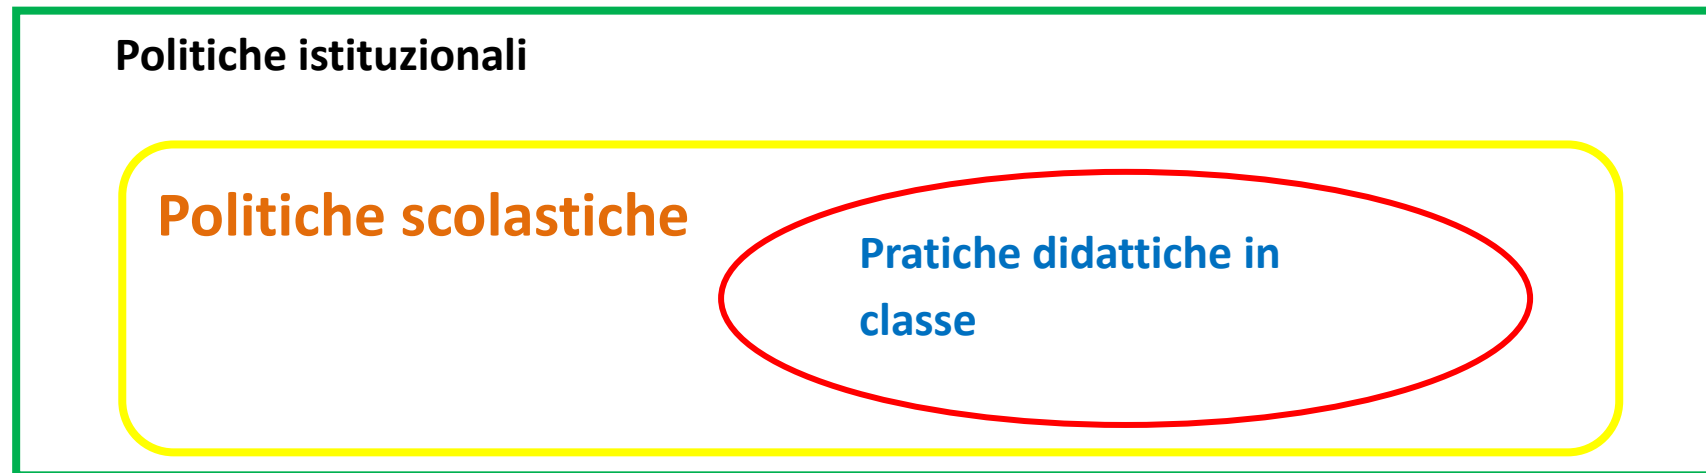 Politiche istituzionali
Politiche scolastiche
Pratiche didattiche in
classe